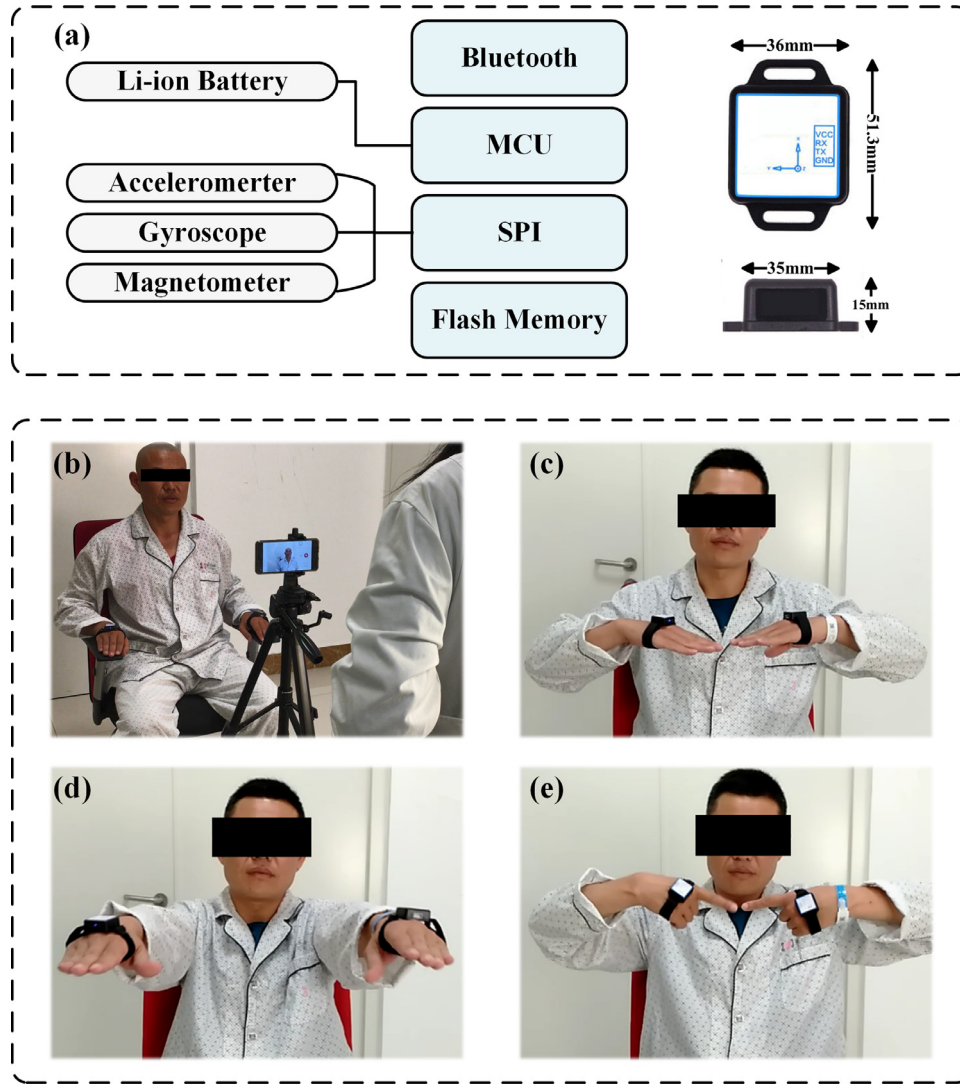 (a)
Li-ion Battery
Acceleromerter
Gyroscope
Magnetometer
Bluetooth
MCU
SPI
Flash Memory
36mm
51.3mm
VCC
RX
TX
GND
X
Y
Z
35mm
15mm
(b)
(c)
(d)
(e)